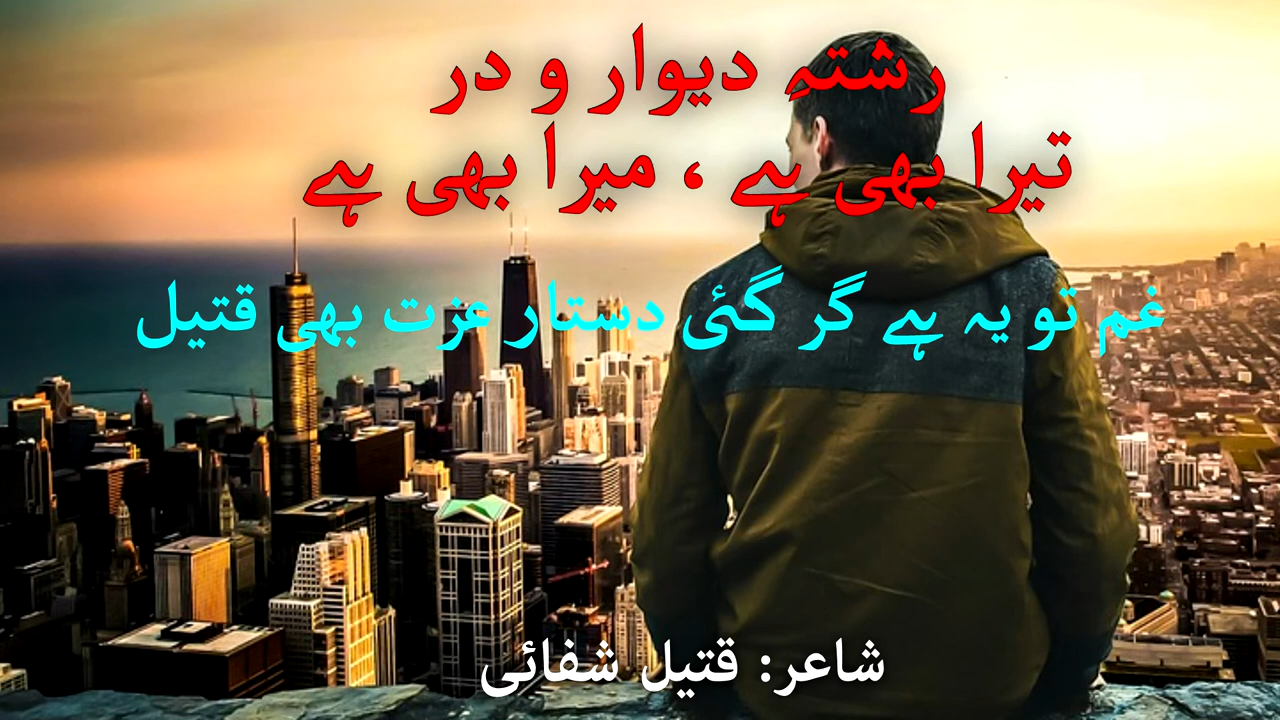 رشتہِ دیوار و در
تیرا بھی ہے ، میرا بھی ہے
غم تو یہ ہے گر گئی دستار عزت بھی قتیل
شاعر: قتیل شفائی